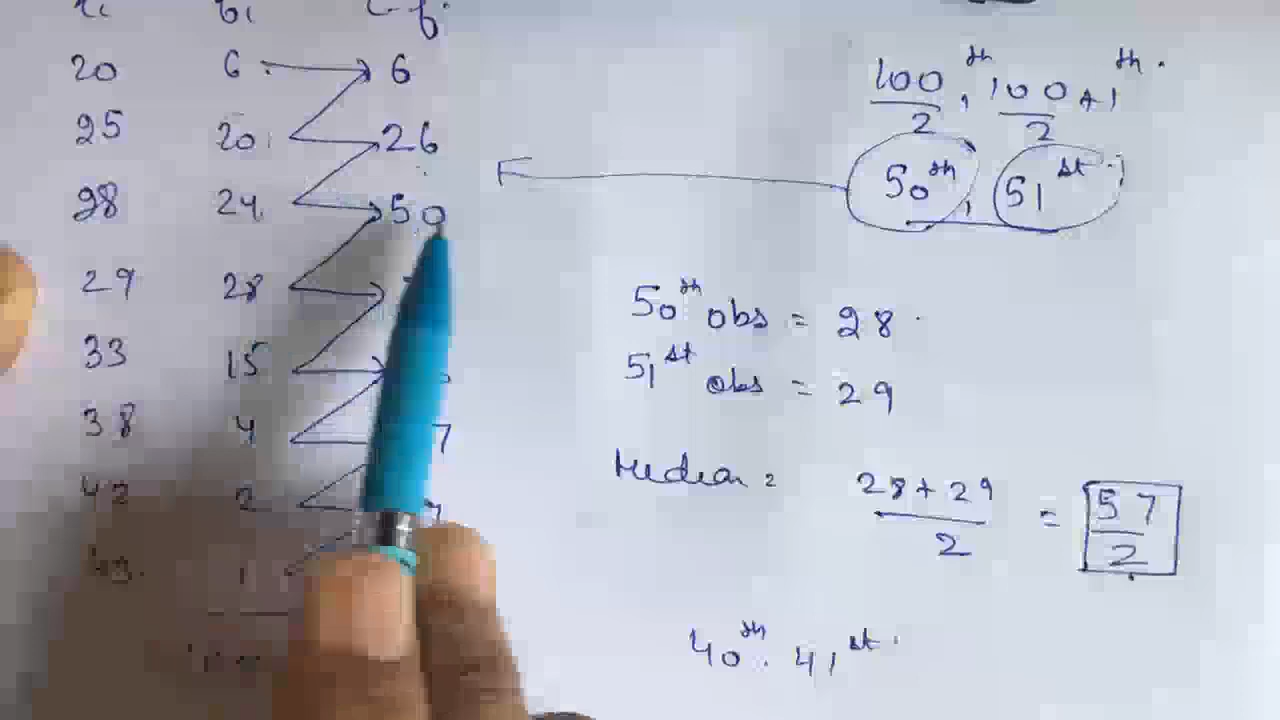 20 6 6
25 20 26
28 24 50
29 28
33 15
38 4 7
42 2
1
100/2 th, 100/2 +1 th.
50th, 51st
50th obs = 28
51st obs = 29
Median = 28+29/2 = 57/2
40th. 41st.